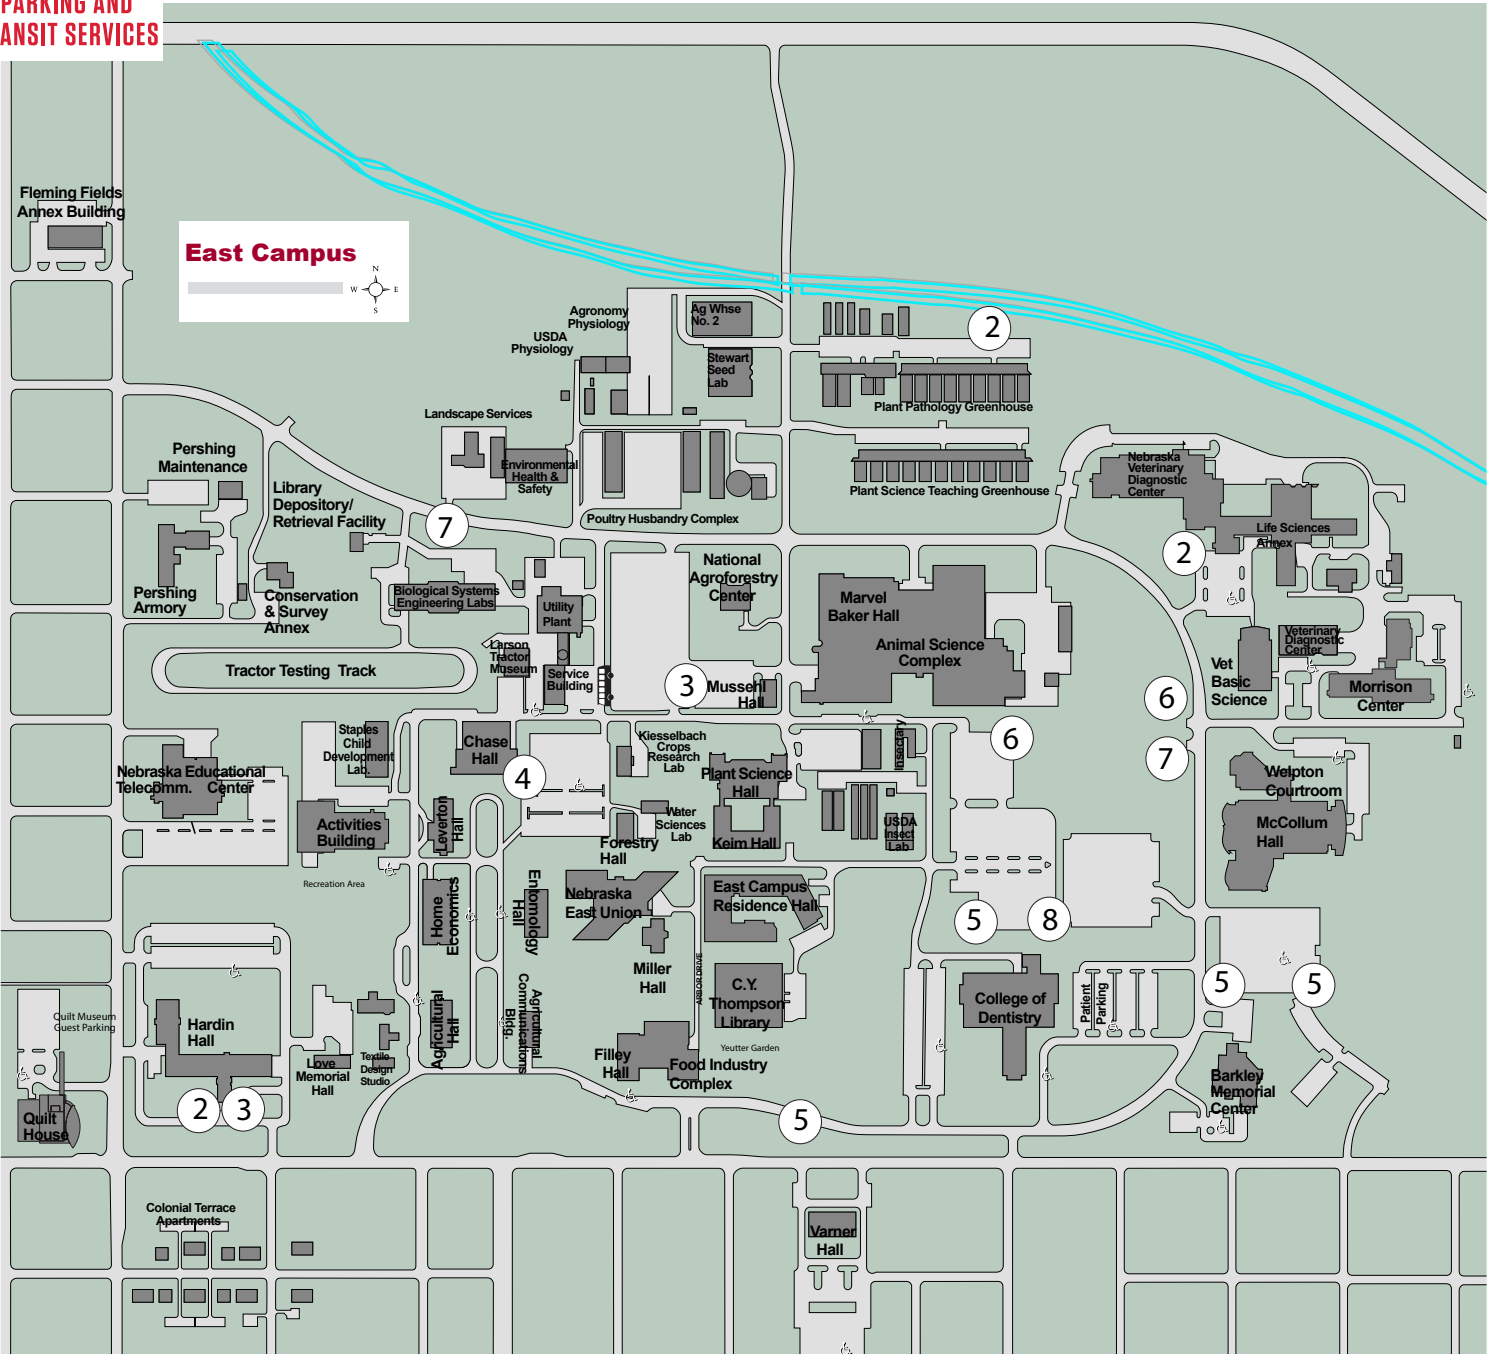 PARKING AND
ANSIT SERVICES
Fleming Fields
Annex Building
East Campus
N
W
E
S
Agronomy
Physiology
USDA
Physiology
Ag Whse
No. 2
Stewart
Seed
Lab
2
Plant Pathology Greenhouse
Landscape Services
Pershing
Maintenance
Environmental
Health &
Safety
Library
Depository/
Retrieval Facility
7
Poultry Husbandry Complex
Plant Science Teaching Greenhouse
Nebraska
Veterinary
Diagnostic
Center
Life Sciences
Annex
2
Pershing
Armory
Conservation
& Survey
Annex
Biological Systems
Engineering Labs
Utility
Plant
National
Agroforestry
Center
Marvel
Baker Hall
Animal Science
Complex
Larson
Tractor
Museum
Service
Building
Tractor Testing Track
3
Mussehl
Hall
Veterinary
Diagnostic
Center
Vet
Basic
Science
Morrison
Center
6
6
7
Staples
Child
Development
Lab.
Chase
Hall
4
Kiesselbach
Crops
Research
Lab
Plant Science
Hall
Insectary
Nebraska Educational
Telecomm. Center
Welpton
Courtroom
McCollum
Hall
Activities
Building
Leverton
Hall
Water
Sciences
Lab
Forestry
Hall
Keim Hall
USDA
Insect
Lab
Recreation Area
Home
Economics
Entomology
Hall
Nebraska
East Union
East Campus
Residence Hall
5
8
Miller
Hall
ARBOR DRIVE
C.Y.
Thompson
Library
College of
Dentistry
Patient
Parking
5
5
Quilt Museum
Guest Parking
Hardin
Hall
Love
Memorial
Hall
Textile
Design
Studio
Agricultural
Hall
Agricultural
Communications
Bldg.
Filley
Hall
Food Industry
Complex
Yeutter Garden
Barkley
Memorial
Center
Quilt
House
2
3
5
Colonial Terrace
Apartments
Varner
Hall